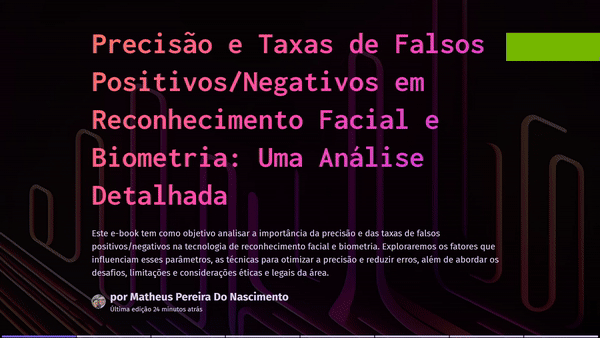 Precisão e Taxas de Falsos
Positivos/Negativos em
Reconhecimento Facial e
Biometria: Uma Análise
Detalhada
Este e-book tem como objetivo analisar a importância da precisão e das taxas de falsos
positivos/negativos na tecnologia de reconhecimento facial e biometria. Exploraremos os fatores que
influenciam esses parâmetros, as técnicas para otimizar a precisão e reduzir erros, além de abordar os
desafios, limitações e considerações éticas e legais da área.
por Matheus Pereira Do Nascimento
Última edição 24 minutos atrás